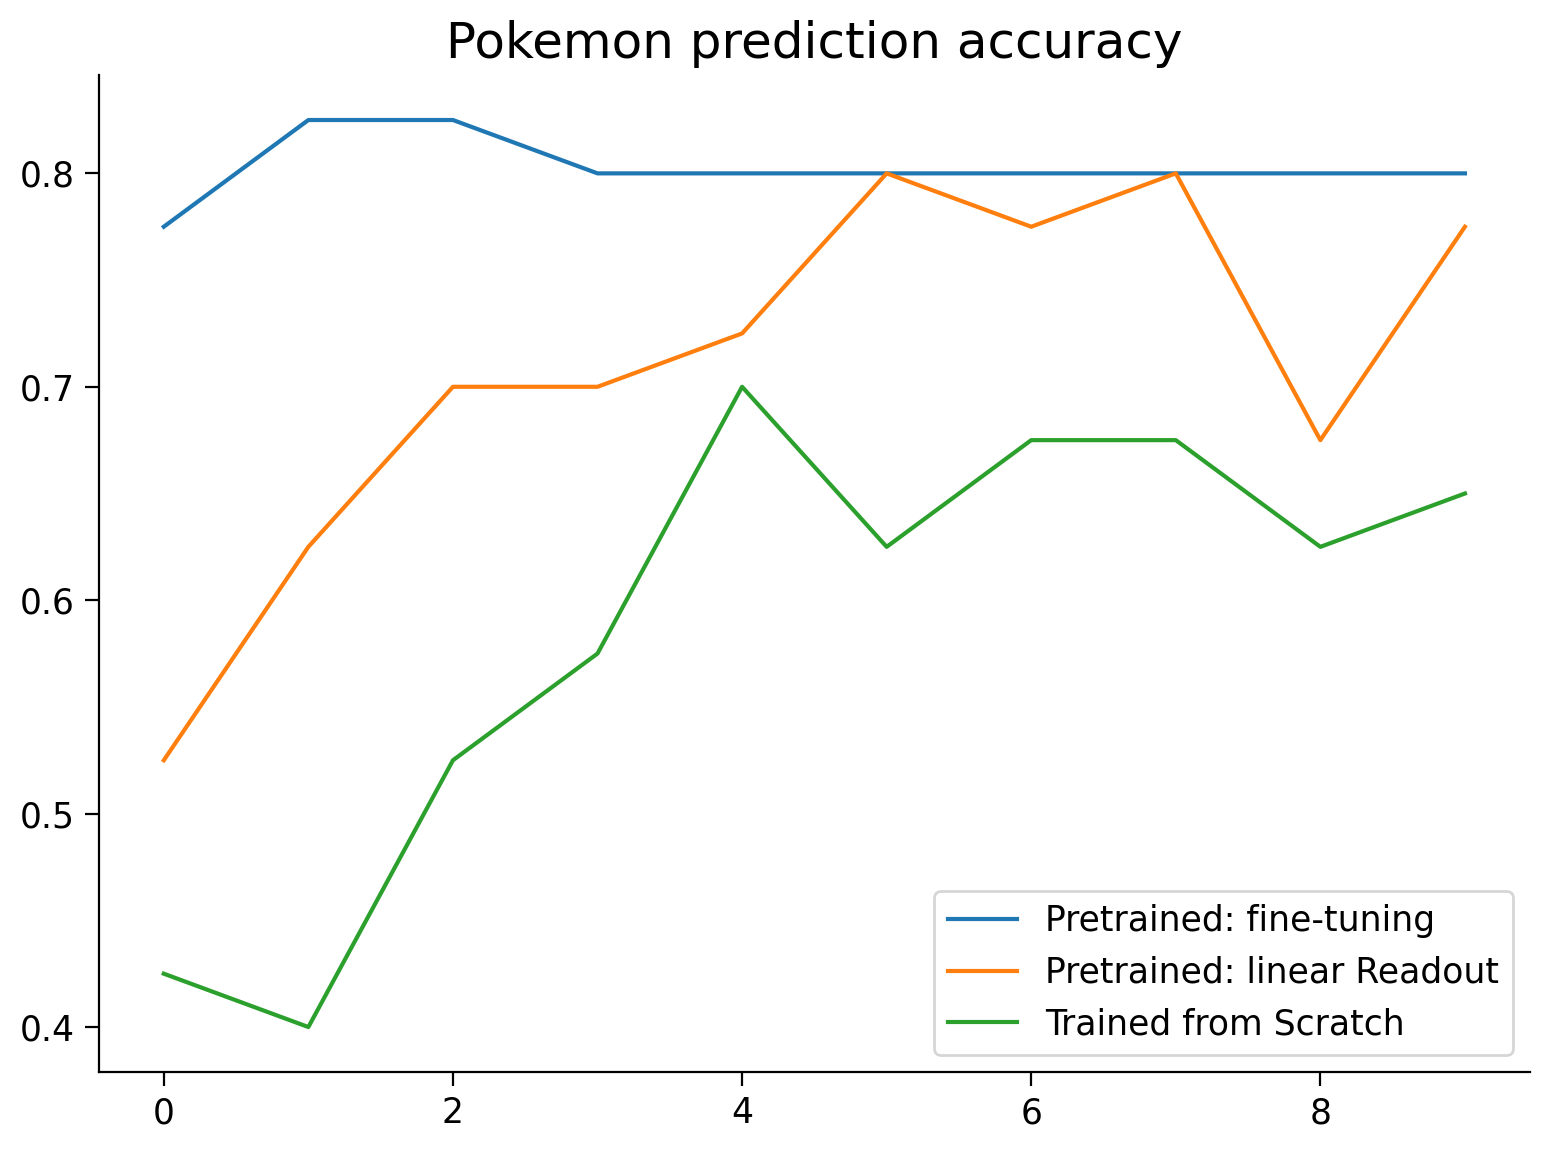 Pokemon prediction accuracy
0.8
0.7
0.6
0.5
0.4
0 2 4 6 8
Pretrained: fine-tuning
Pretrained: linear Readout
Trained from Scratch